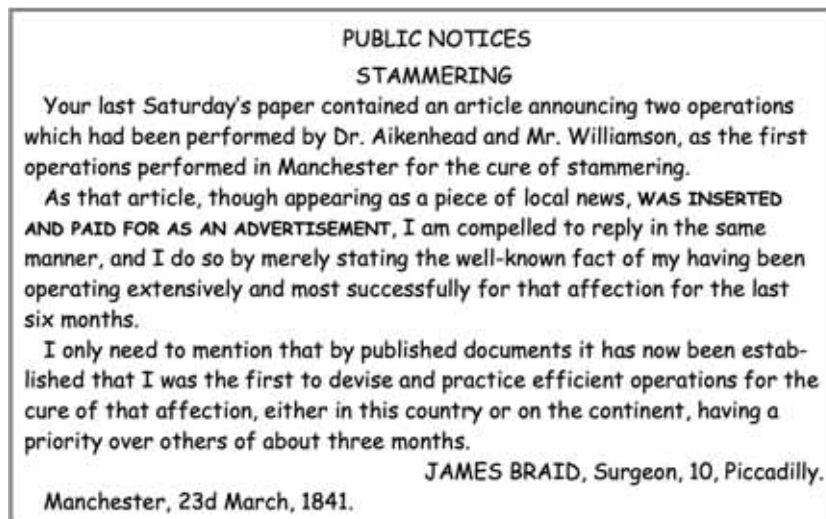 PUBLIC NOTICES
STAMMERING
Your last Saturday's paper contained an article announcing two operations
which had been performed by Dr. Aikenhead and Mr. Williamson, as the first
operations performed in Manchester for the cure of stammering.
As that article, though appearing as a piece of local news, WAS INSERTED
AND PAID FOR AS AN ADVERTISEMENT, I am compelled to reply in the same
manner, and I do so by merely stating the well-known fact of my having been
operating extensively and most successfully for that affection for the last
six months.
I only need to mention that by published documents it has now been estab-
lished that I was the first to devise and practice efficient operations for the
cure of that affection, either in this country or on the continent, having a
priority over others of about three months.
JAMES BRAID, Surgeon, 10, Piccadilly.
Manchester, 23d March, 1841.